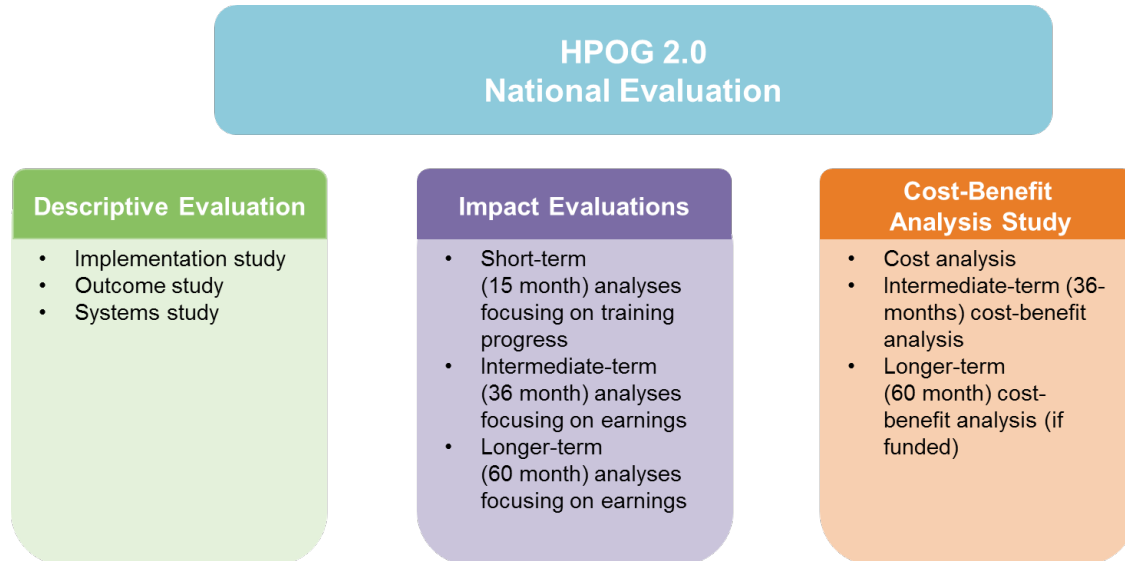 HPOG 2.0
National Evaluation
Descriptive Evaluation
• Implementation study
• Outcome study
• Systems study
Impact Evaluations
• Short-term
(15 month) analyses
focusing on training
progress
• Intermediate-term
(36 month) analyses
focusing on earnings
• Longer-term
(60 month) analyses
focusing on earnings
Cost-Benefit
Analysis Study
• Cost analysis
• Intermediate-term (36-
months) cost-benefit
analysis
• Longer-term
(60 month) cost-
benefit analysis (if
funded)